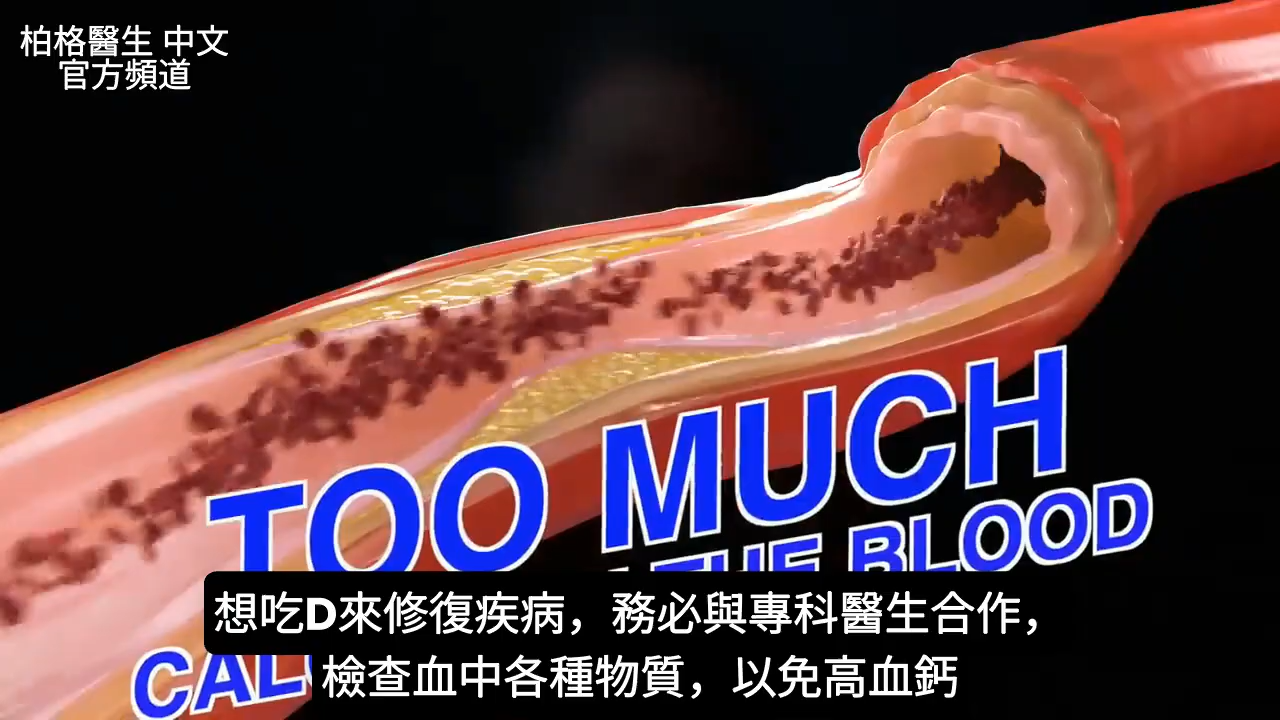 柏格醫生 中文
官方頻道
TOO MUCH
THE BLOOD
想吃D來修復疾病，務必與專科醫生合作，
檢查血中各種物質，以免高血鈣